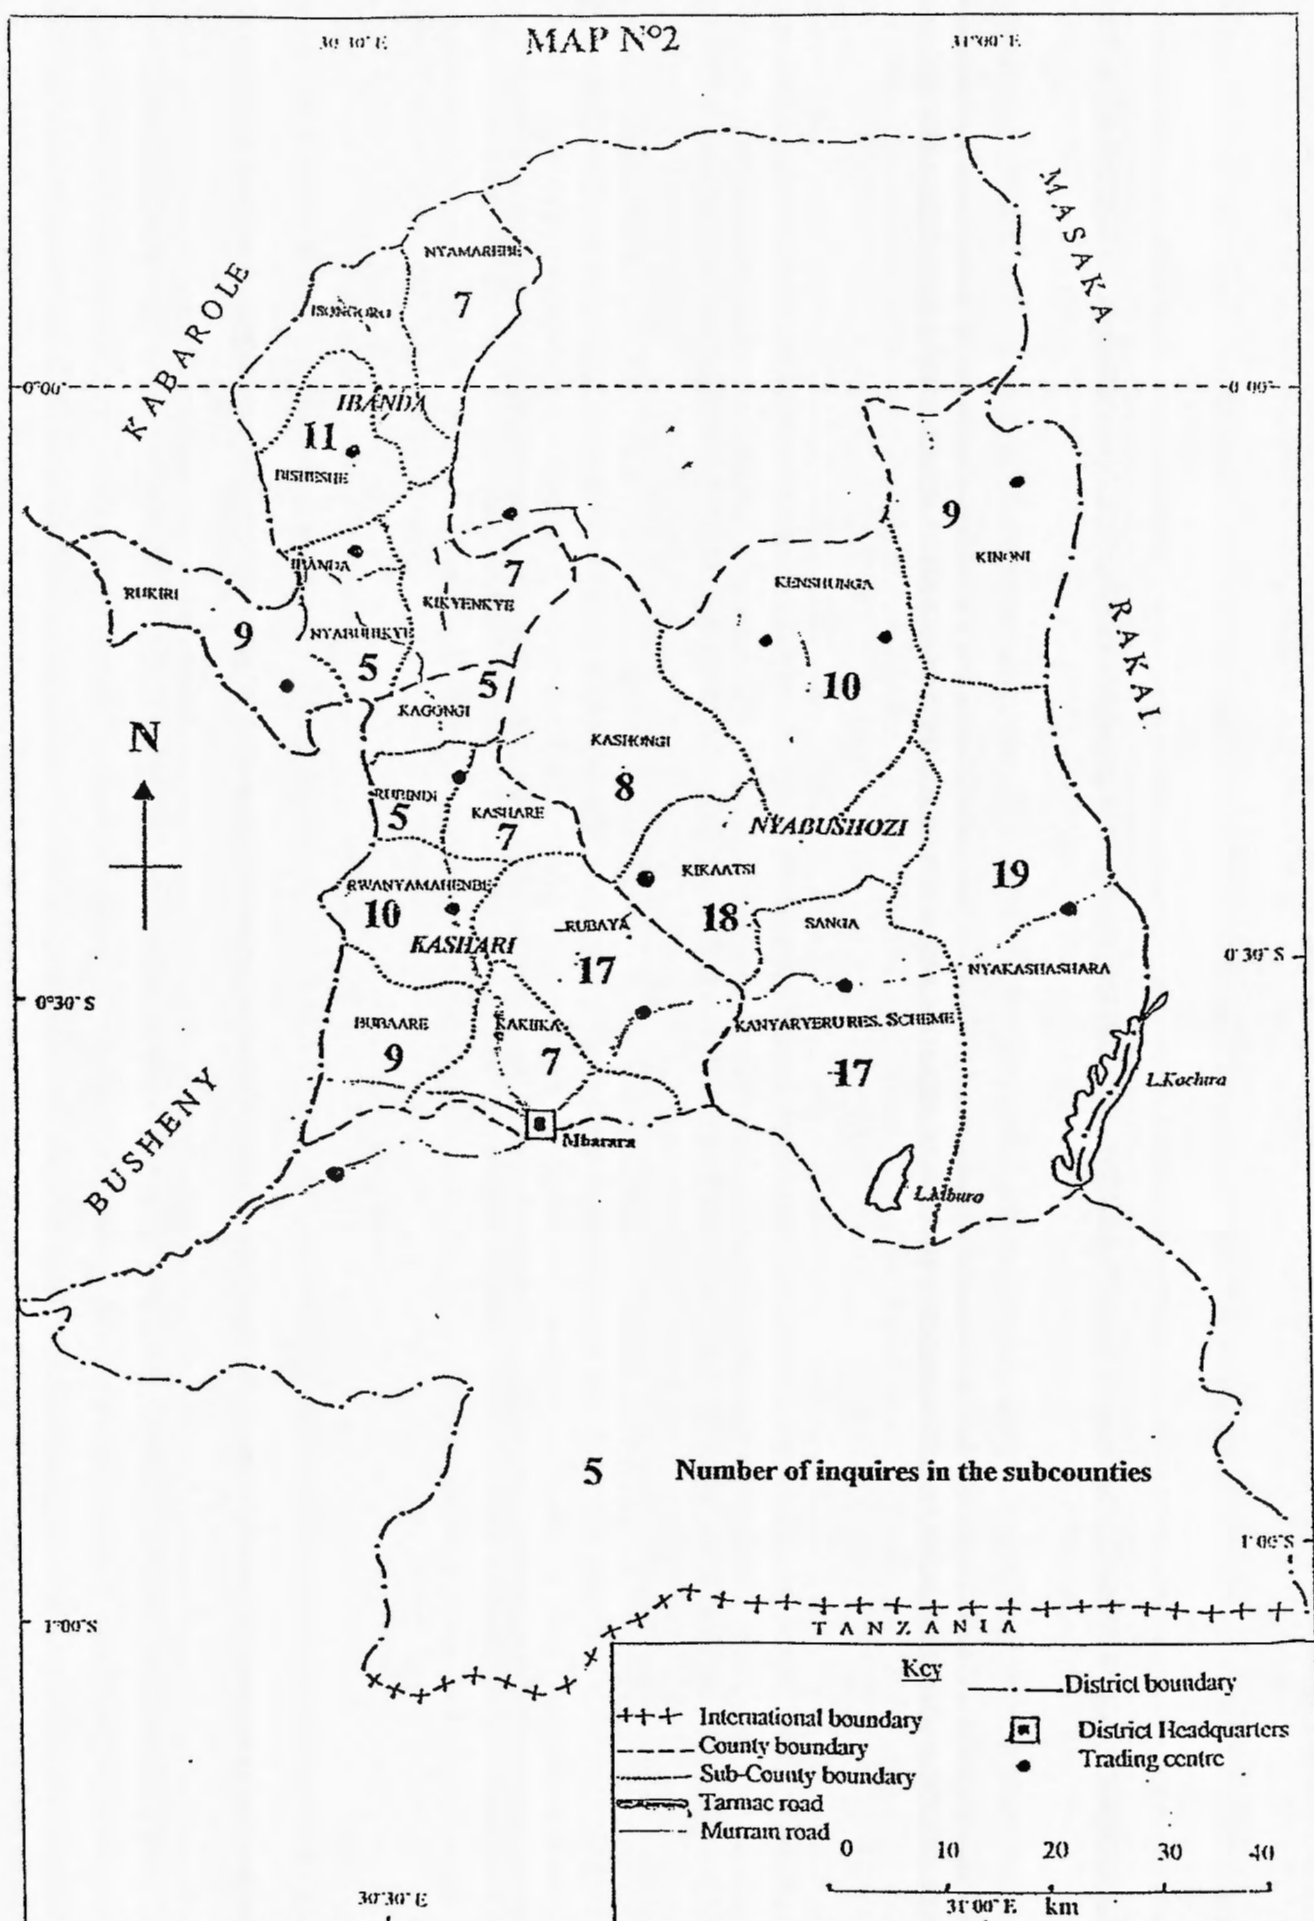 MAP N°2
30°30' E
31°00' E
MASAKA
KABAROLE
NYAMAREBE
7
ISONGORO
0°00'
0°00'
IBANDA
11
BISHESHE
9
KINONI
IBANDA
7
KIKYENKYE
KENSHUNGA
RUKIRI
9
NYABUHIKYE
5
10
RAKAI
5
KAGONGI
N
KASHONGI
8
RUBINDI
5
KASHARE
7
NYABUSHOZI
KIKAATSI
18
19
RWANYAMAHEMBE
10
KASHARI
RUBAYA
17
SANGA
NYAKASHASHARA
0°30' S
0°30' S
BUBAARE
9
KAKIIKA
7
KANYARYERU RES. SCHEME
17
L.Kachira
BUSHENY
Mbarara
L.Mburo
5 Number of inquires in the subcounties
1°00' S
1°00' S
TANZANIA
Key
District boundary
International boundary
District Headquarters
County boundary
Trading centre
Sub-County boundary
Tarmac road
Murram road
0 10 20 30 40
30°30' E
31°00' E km